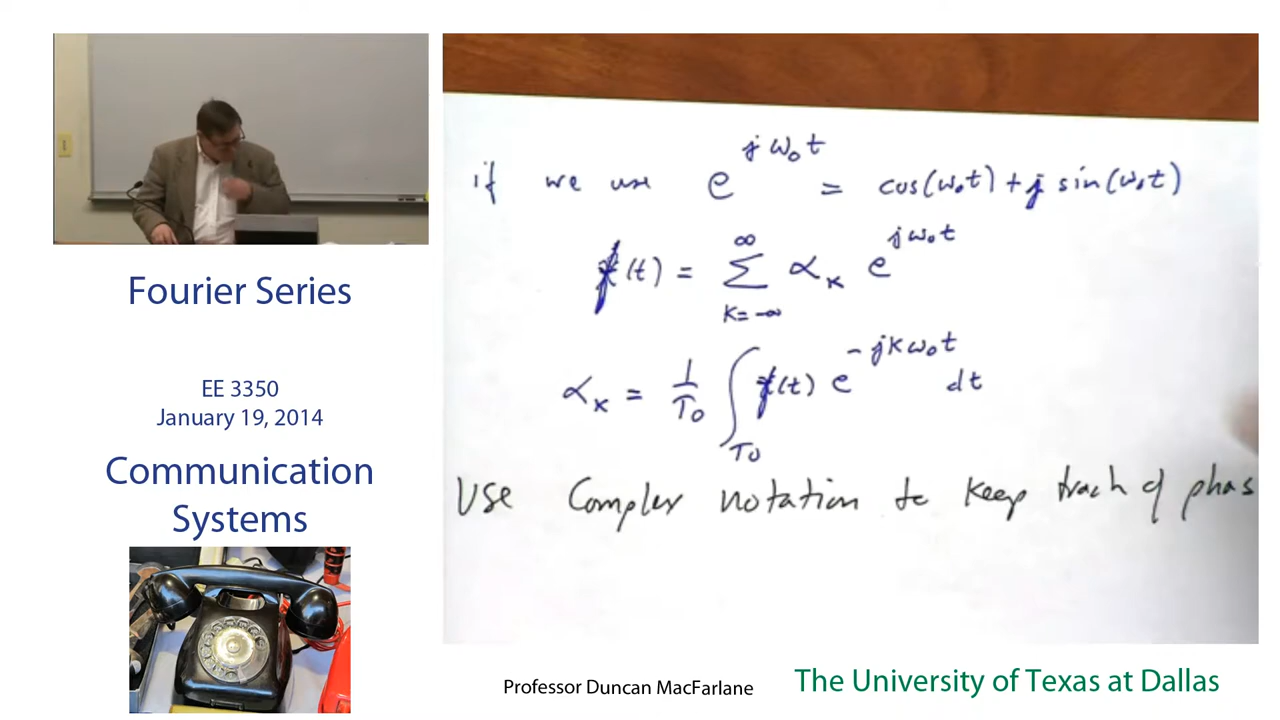 Fourier Series
EE 3350
January 19, 2014
Communication
Systems
if we use e^{jω₀t} = cos(ω₀t) + j sin(ω₀t)
f(t) = ∑_{K=-∞}^{∞} α_K e^{jω₀t}
α_K = 1/T₀ ∫_{T₀} f(t) e^{-jKω₀t} dt
Use Complex notation to keep track of phas
Professor Duncan MacFarlane
The University of Texas at Dallas